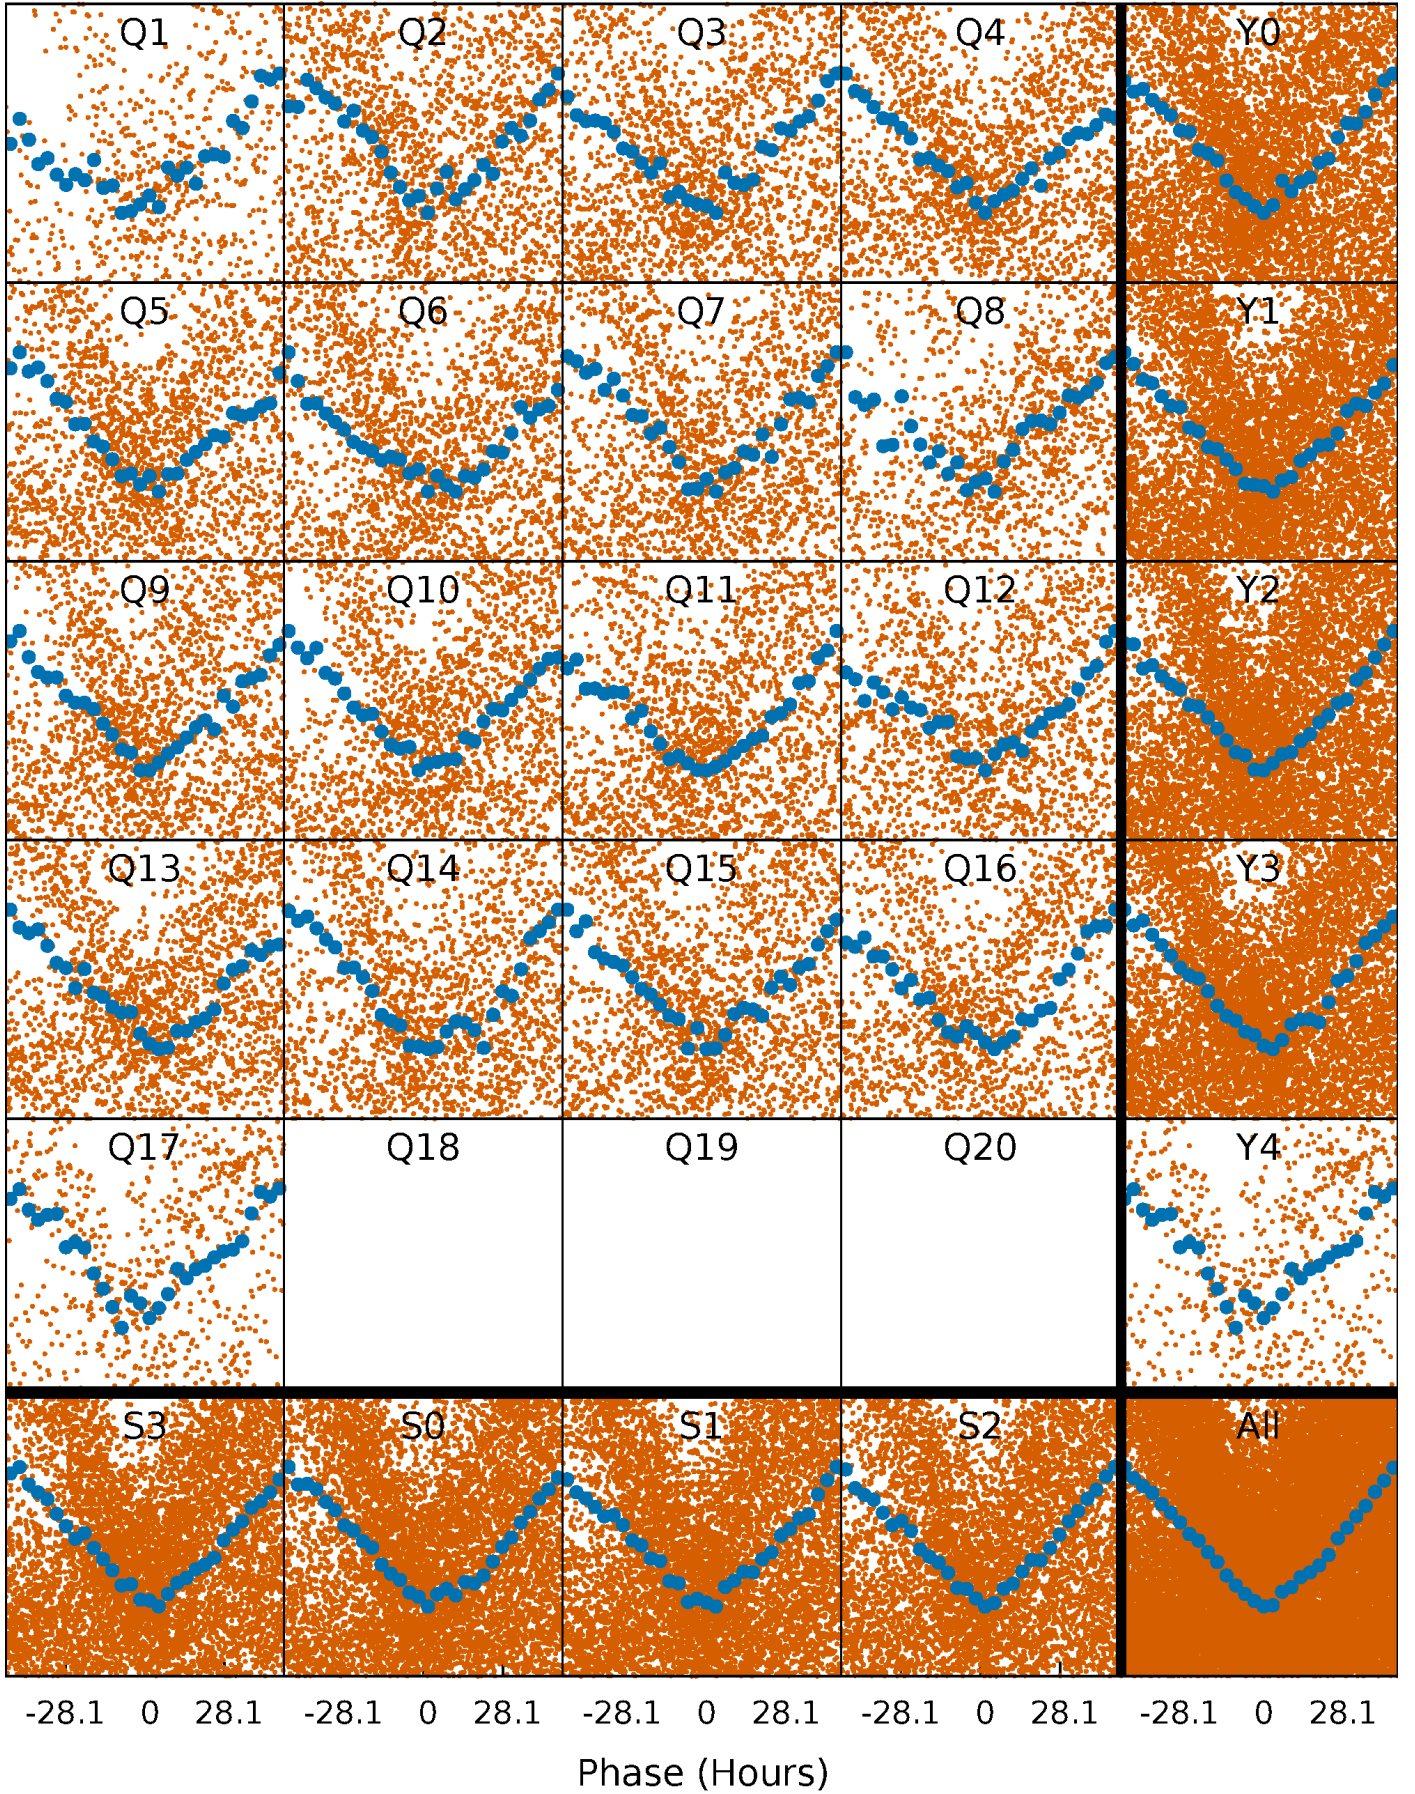 Q1 Q2 Q3 Q4 Y0
Q5 Q6 Q7 Q8 Y1
Q9 Q10 Q11 Q12 Y2
Q13 Q14 Q15 Q16 Y3
Q17 Q18 Q19 Q20 Y4
S3 S0 S1 S2 All
-28.1 0 28.1 -28.1 0 28.1 -28.1 0 28.1 -28.1 0 28.1 -28.1 0 28.1
Phase (Hours)